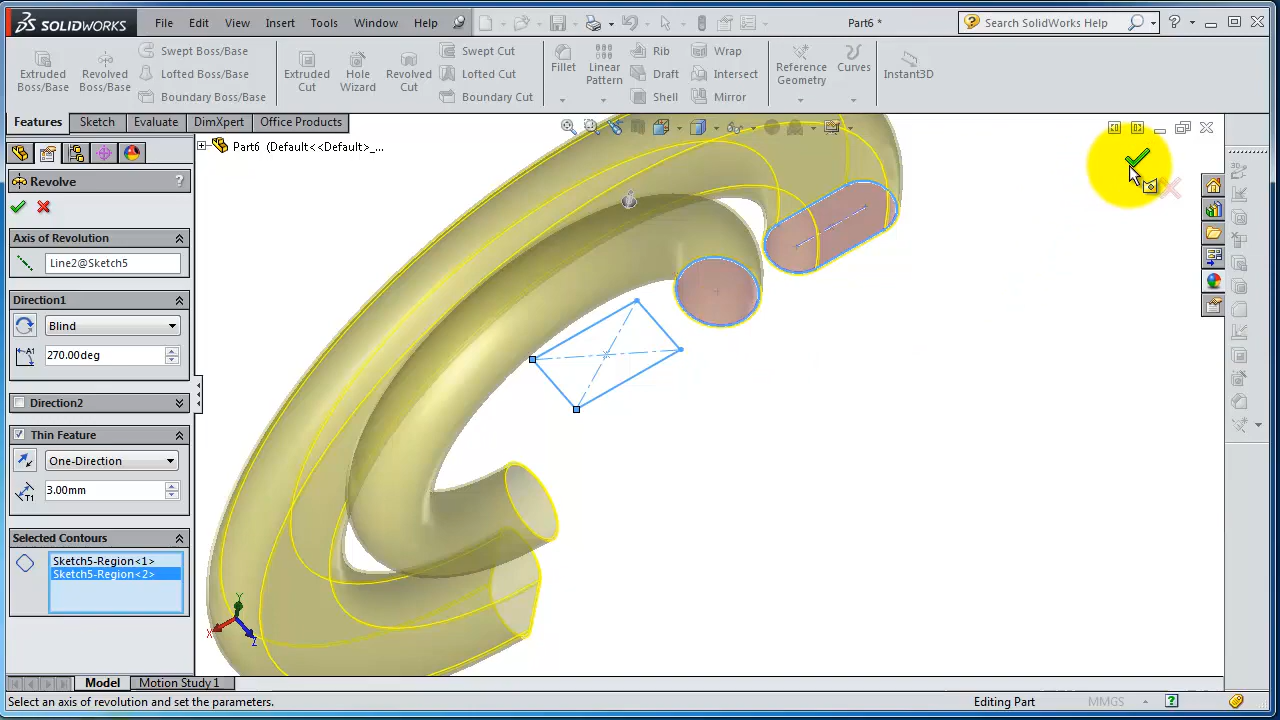 SOLIDWORKS File Edit View Insert Tools Window Help Part6 * Search SolidWorks Help
Extruded Boss/Base
Revolved Boss/Base
Swept Boss/Base
Lofted Boss/Base
Boundary Boss/Base
Extruded Cut
Hole Wizard
Revolved Cut
Swept Cut
Lofted Cut
Boundary Cut
Fillet
Linear Pattern
Rib
Draft
Shell
Wrap
Intersect
Mirror
Reference Geometry
Curves
Instant3D
Features Sketch Evaluate DimXpert Office Products
Part6 (Default<<Default>_...
Revolve ?
Axis of Revolution
Line2@Sketch5
Direction1
Blind
270.00deg
Direction2
Thin Feature
One-Direction
T1 3.00mm
Selected Contours
Sketch5-Region<1>
Sketch5-Region<2>
Y
X
Z
Model Motion Study 1
Select an axis of revolution and set the parameters. Editing Part MMGS ?